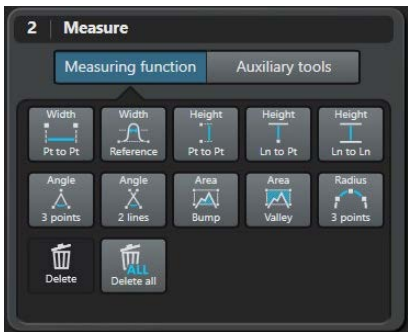 2 Measure
Measuring function Auxiliary tools
Width Width Height Height Height
Pt to Pt Reference Pt to Pt Ln to Pt Ln to Ln
Angle Angle Area Area Radius
3 points 2 lines Bump Valley 3 points
ALL
Delete Delete all